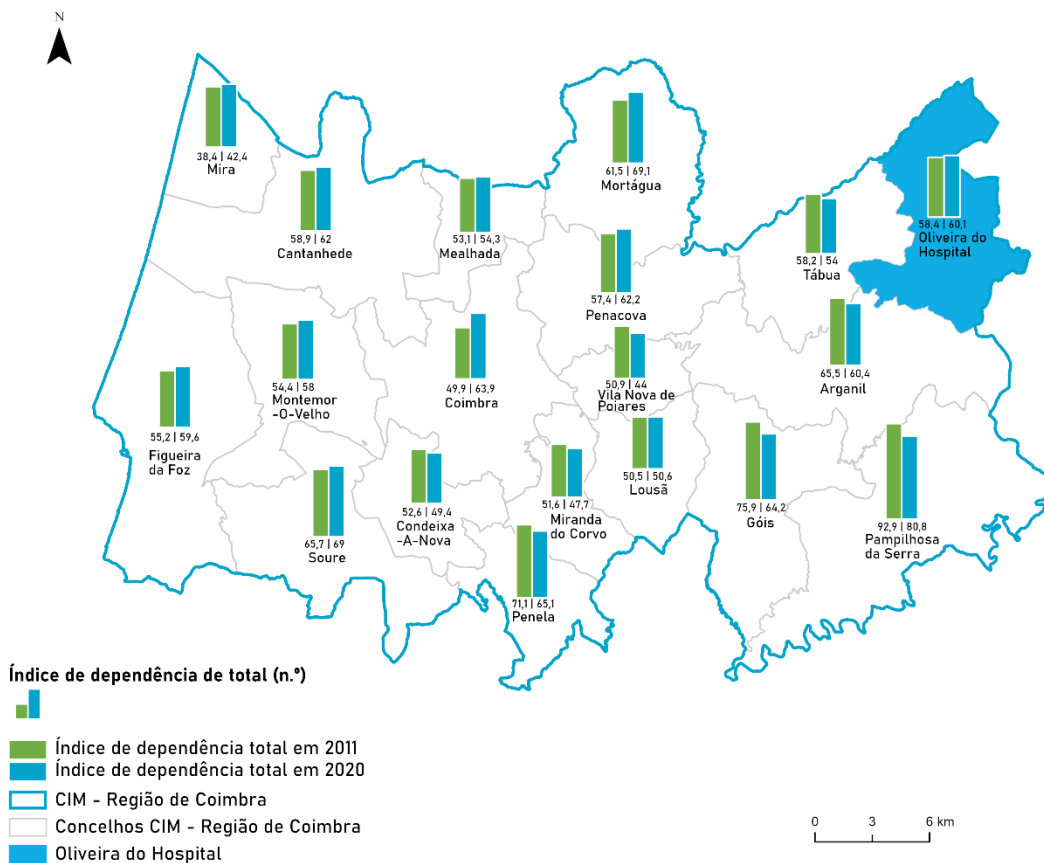 N
38,4 | 42,4
Mira
58,9 | 62
Cantanhede
53,1 | 54,3
Mealhada
61,5 | 69,1
Mortágua
58,4 | 60,1
Oliveira do
Hospital
58,2 | 54
Tábua
57,4 | 62,2
Penacova
54,4 | 58
Montemor
-O-Velho
49,9 | 63,9
Coimbra
50,9 | 44
Vila Nova de
Poiares
65,5 | 60,4
Arganil
55,2 | 59,6
Figueira
da Foz
65,7 | 69
Soure
52,6 | 49,4
Condeixa
-A-Nova
51,6 | 47,7
Miranda
do Corvo
50,5 | 50,6
Lousã
75,9 | 64,2
Góis
92,9 | 80,8
Pampilhosa
da Serra
71,1 | 65,1
Penela
Índice de dependência de total (n.º)
Índice de dependência total em 2011
Índice de dependência total em 2020
CIM - Região de Coimbra
Concelhos CIM - Região de Coimbra
Oliveira do Hospital
0 3 6 km